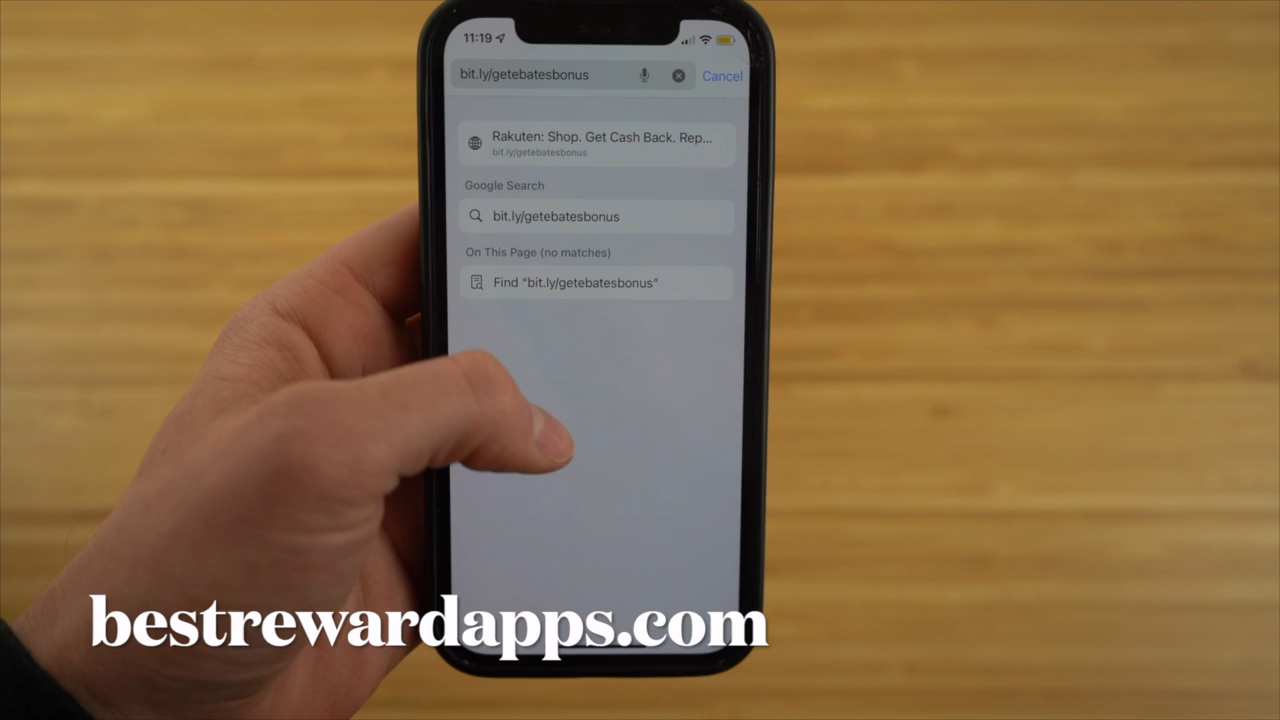 11:19
bit.ly/getebatesbonus
Cancel
Rakuten: Shop. Get Cash Back. Rep...
bit.ly/getebatesbonus
Google Search
bit.ly/getebatesbonus
On This Page (no matches)
Find “bit.ly/getebatesbonus”
bestrewardapps.com